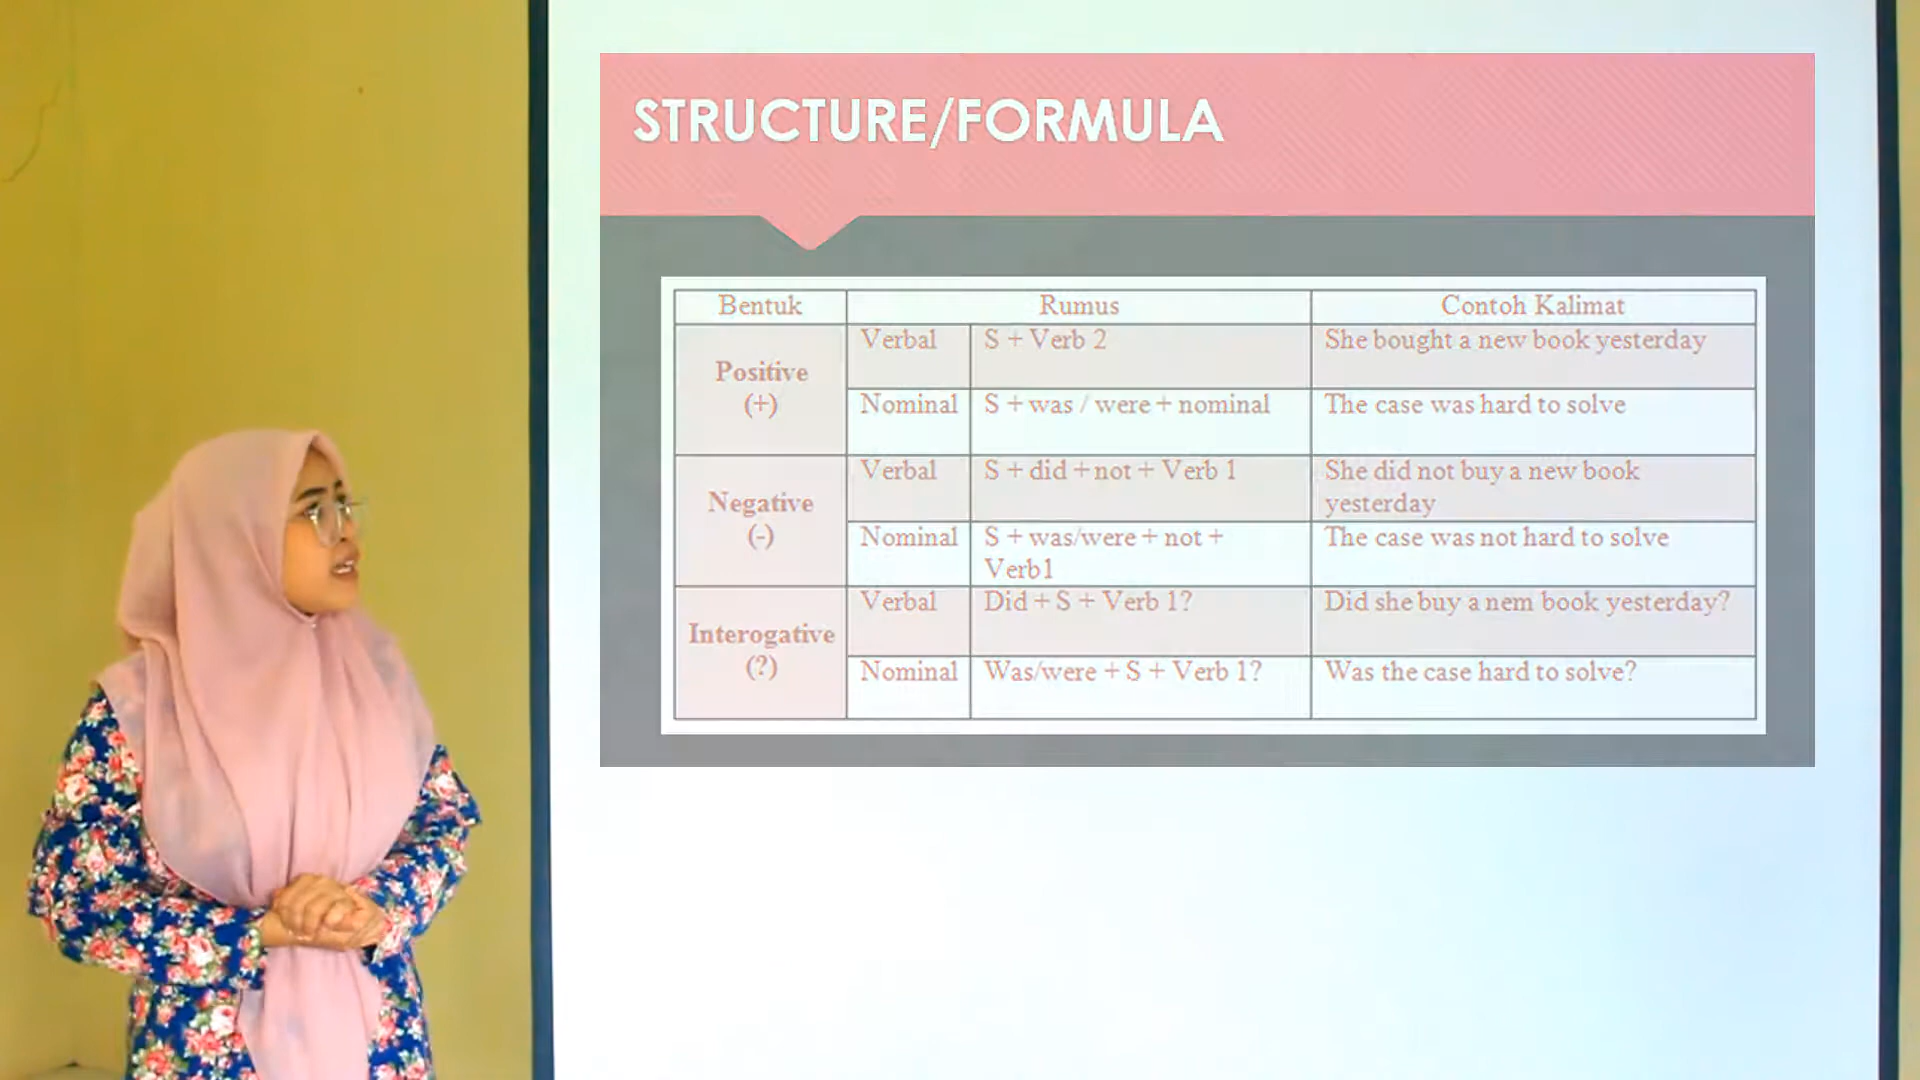 STRUCTURE/FORMULA
Bentuk Rumus Contoh Kalimat
Positive
(+)
Verbal S + Verb 2 She bought a new book yesterday
Nominal S + was / were + nominal The case was hard to solve
Negative
(-)
Verbal S + did + not + Verb 1 She did not buy a new book
yesterday
Nominal S + was/were + not +
Verb1
The case was not hard to solve
Interogative
(?)
Verbal Did + S + Verb 1? Did she buy a nem book yesterday?
Nominal Was/were + S + Verb 1? Was the case hard to solve?